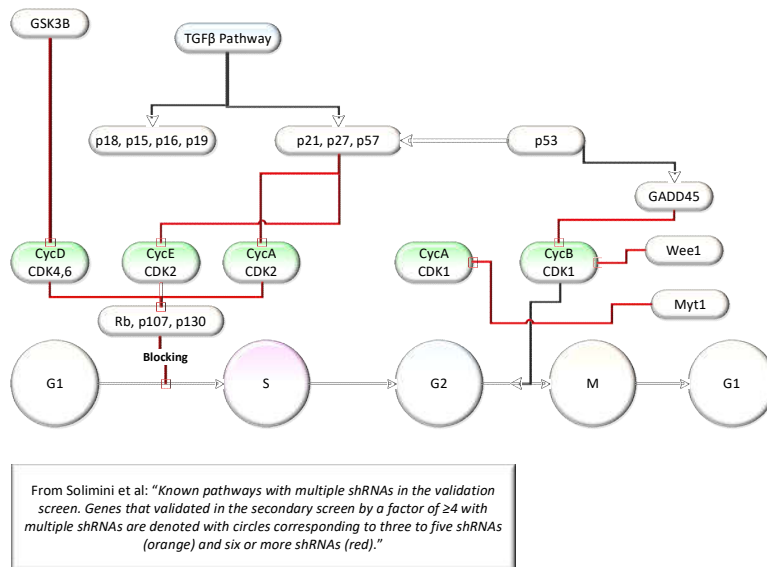 GSK3B
TGFβ Pathway
p18, p15, p16, p19
p21, p27, p57
p53
GADD45
CycD
CDK4,6
CycE
CDK2
CycA
CDK2
CycA
CDK1
CycB
CDK1
Wee1
Myt1
Rb, p107, p130
Blocking
G1
S
G2
M
G1
From Solimini et al: “Known pathways with multiple shRNAs in the validation
screen. Genes that validated in the secondary screen by a factor of ≥4 with
multiple shRNAs are denoted with circles corresponding to three to five shRNAs
(orange) and six or more shRNAs (red).”